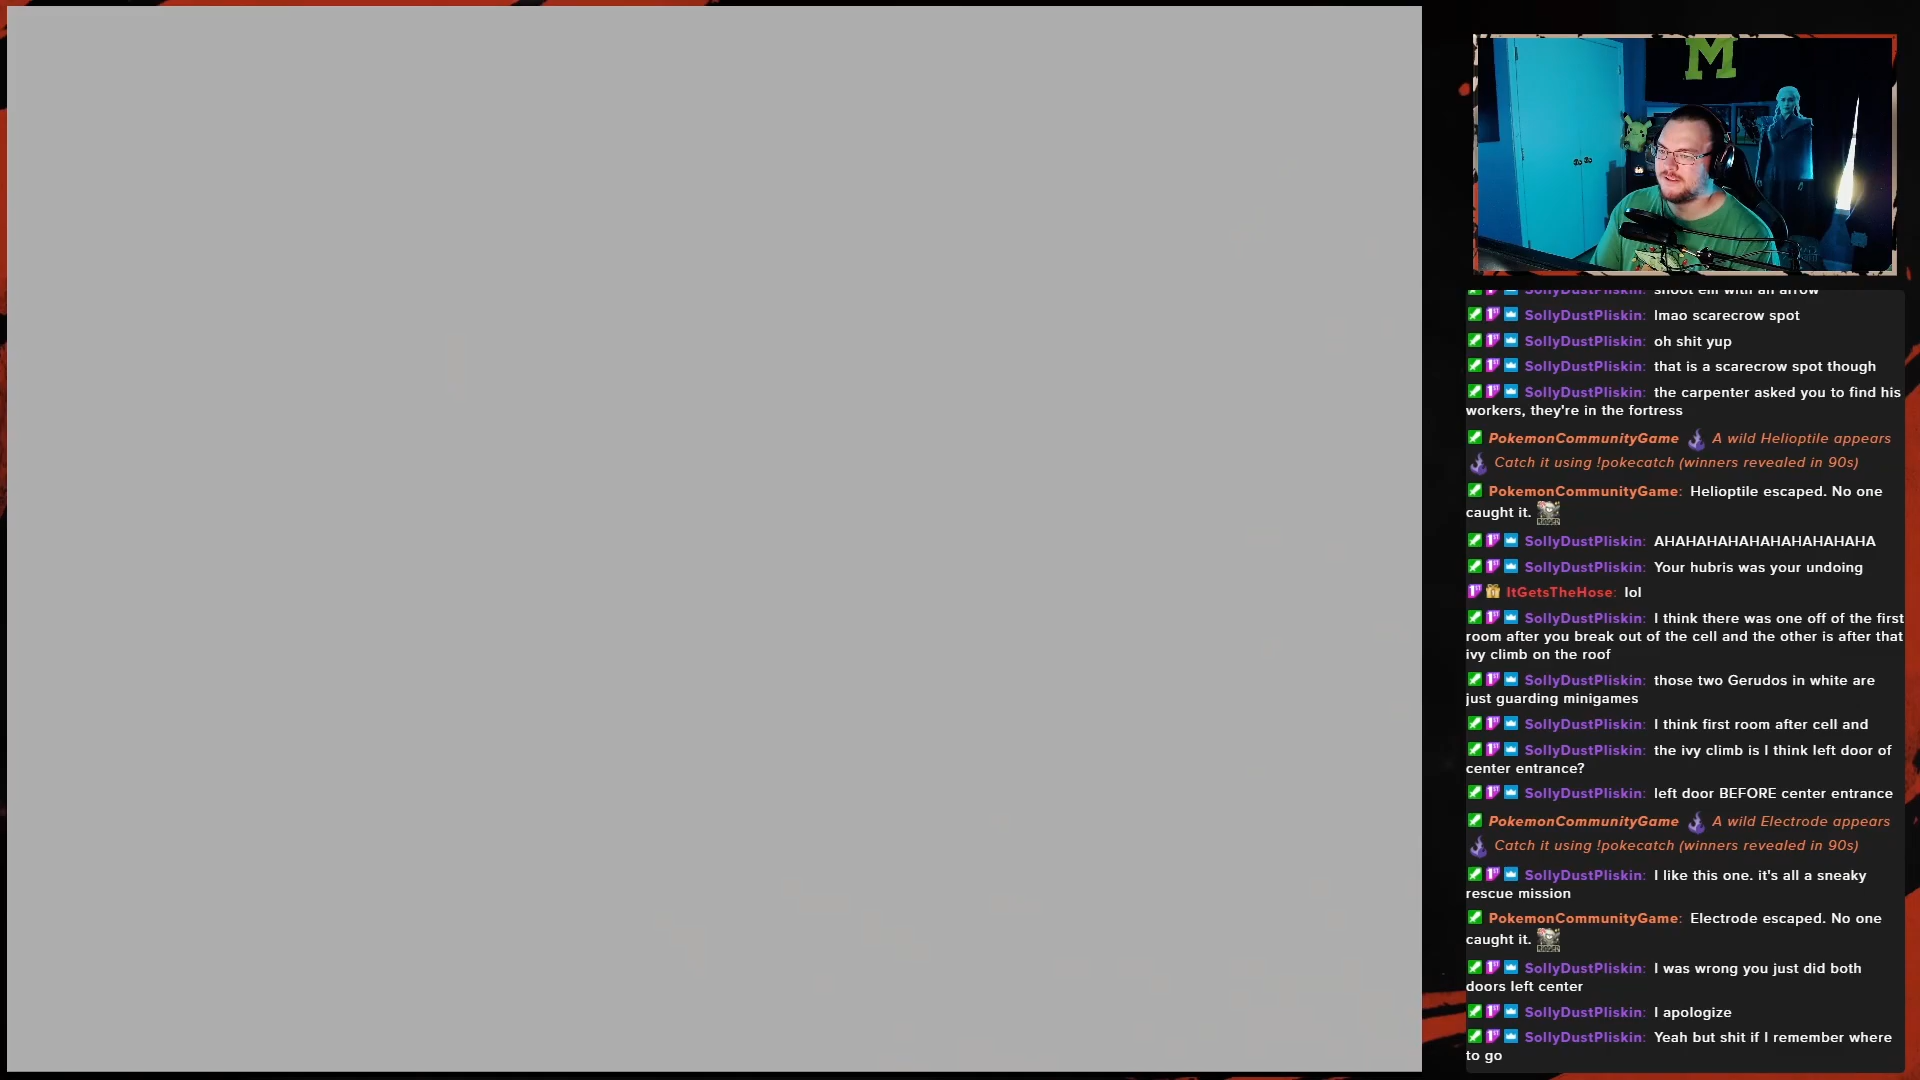 M
SollyDustPliskin: shoot em with an arrow
SollyDustPliskin: lmao scarecrow spot
SollyDustPliskin: oh shit yup
SollyDustPliskin: that is a scarecrow spot though
SollyDustPliskin: the carpenter asked you to find his
workers, they're in the fortress
PokemonCommunityGame A wild Helioptile appears
Catch it using !pokecatch (winners revealed in 90s)
PokemonCommunityGame: Helioptile escaped. No one
caught it.
SollyDustPliskin: AHAHAHAHAHAHAHAHAHAHA
SollyDustPliskin: Your hubris was your undoing
ItGetsTheHose: lol
SollyDustPliskin: I think there was one off of the first
room after you break out of the cell and the other is after that
ivy climb on the roof
SollyDustPliskin: those two Gerudos in white are
just guarding minigames
SollyDustPliskin: I think first room after cell and
SollyDustPliskin: the ivy climb is I think left door of
center entrance?
SollyDustPliskin: left door BEFORE center entrance
PokemonCommunityGame A wild Electrode appears
Catch it using !pokecatch (winners revealed in 90s)
SollyDustPliskin: I like this one. it's all a sneaky
rescue mission
PokemonCommunityGame: Electrode escaped. No one
caught it.
SollyDustPliskin: I was wrong you just did both
doors left center
SollyDustPliskin: I apologize
SollyDustPliskin: Yeah but shit if I remember where
to go